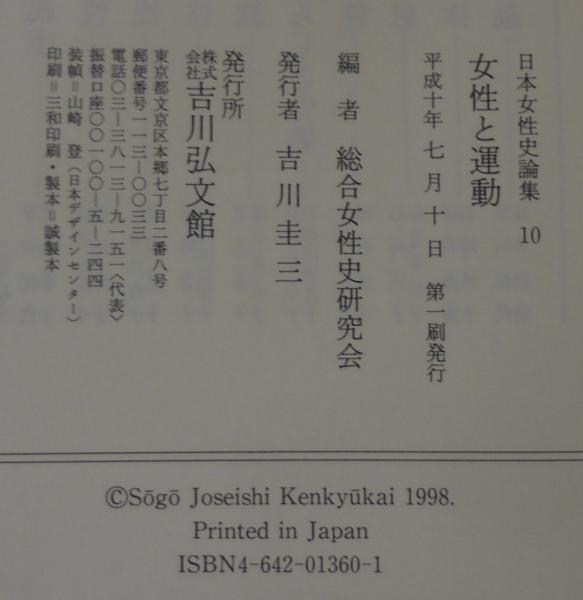 日本女性史論集 10
女性と運動
平成十年七月十日 第一刷発行
編者 総合女性史研究会
発行者 吉川圭三
発行所 株式会社 吉川弘文館
東京都文京区本郷七丁目二番八号
郵便番号一一三―〇〇三三
電話〇三―三八一三―九一五一〈代表〉
振替口座〇〇一〇〇―五―二四四
装幀=山崎 登(日本デザインセンター)
印刷=三和印刷・製本=誠製本
©Sōgō Joseishi Kenkyūkai 1998.
Printed in Japan
ISBN4-642-01360-1